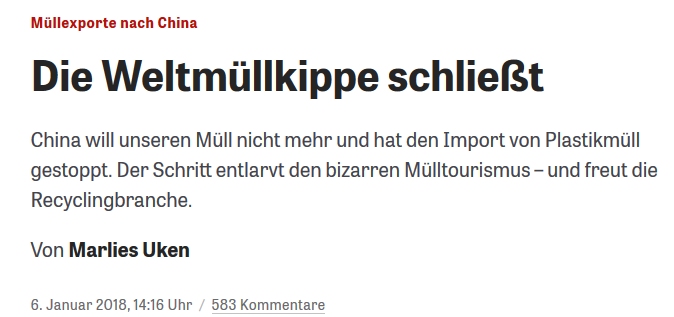 Müllexporte nach China
Die Weltmüllkippe schließt
China will unseren Müll nicht mehr und hat den Import von Plastikmüll
gestoppt. Der Schritt entlarvt den bizarren Mülltourismus – und freut die
Recyclingbranche.
Von Marlies Uken
6. Januar 2018, 14:16 Uhr / 583 Kommentare